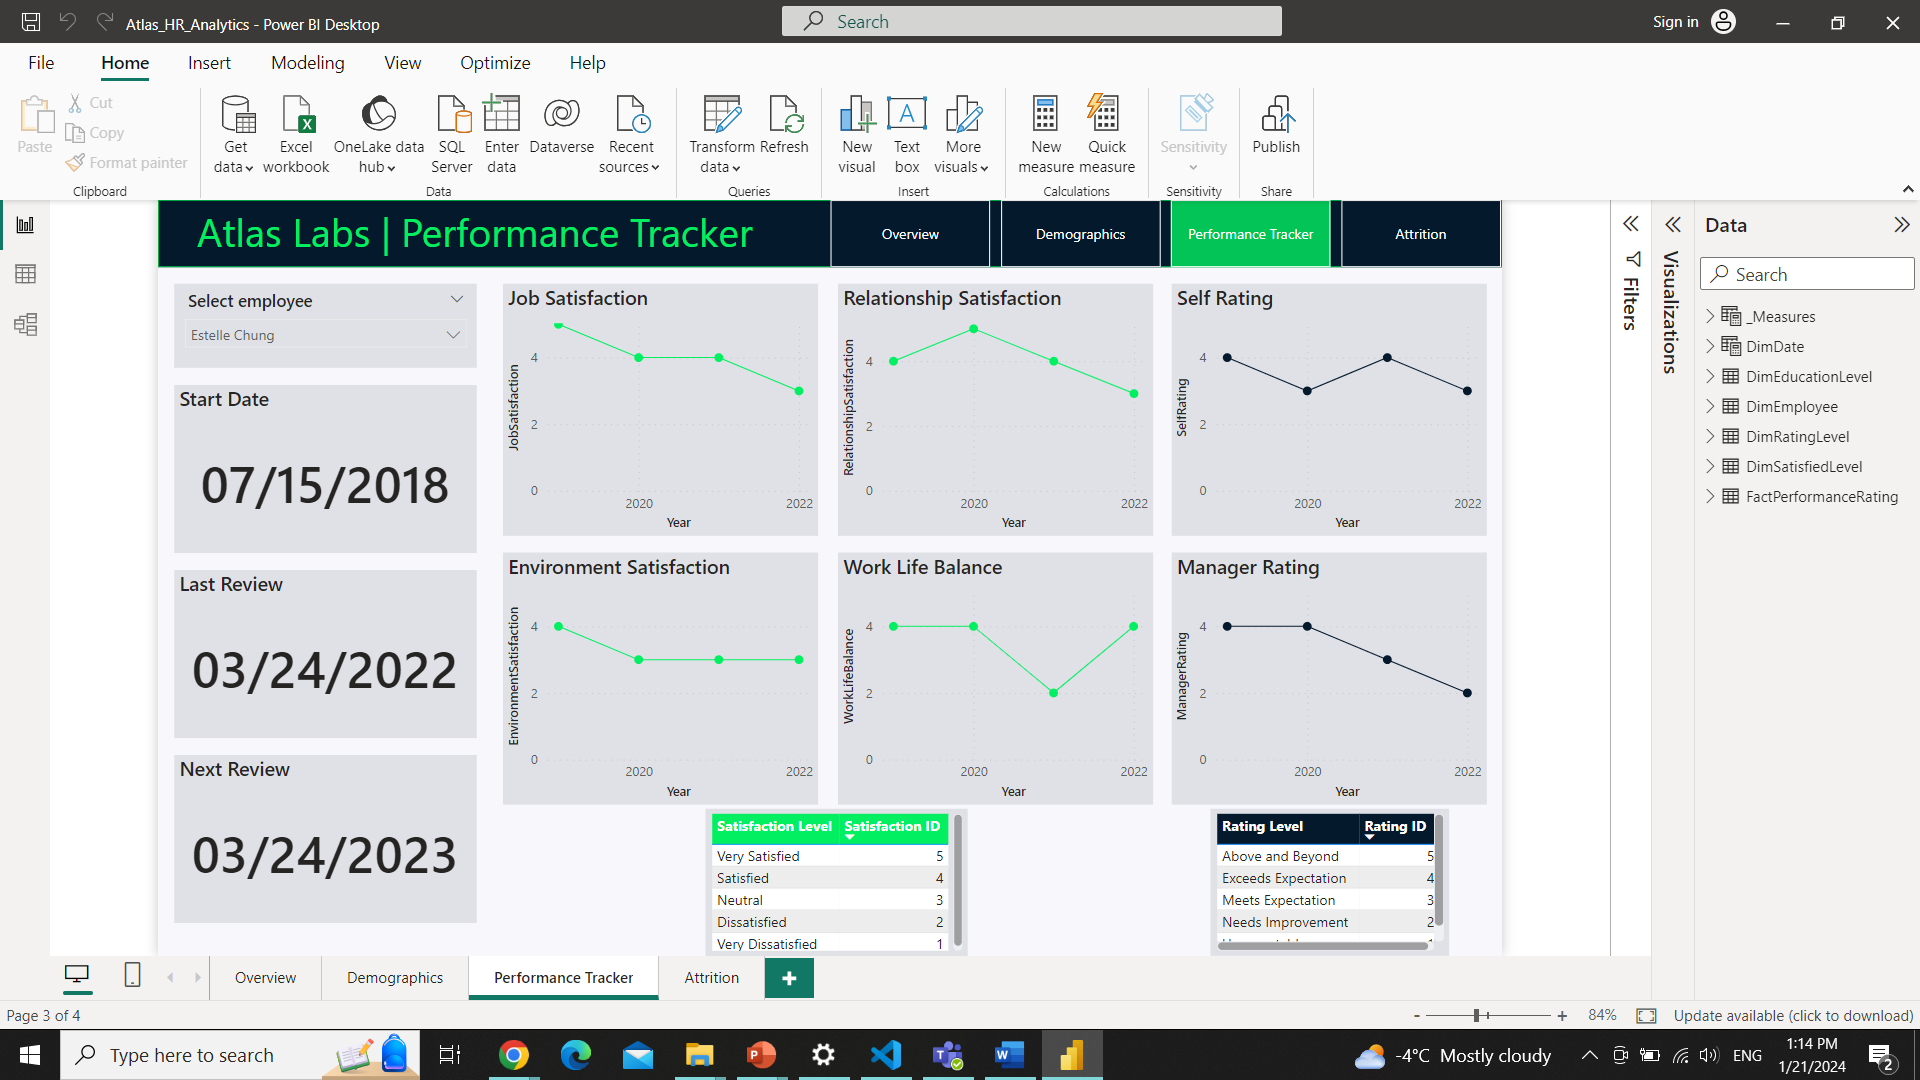 Atlas_HR_Analytics - Power BI Desktop
Search
Sign in
File
Home
Insert
Modeling
View
Optimize
Help
Paste
Cut
Copy
Format painter
Clipboard
Get data
Excel workbook
OneLake data hub
SQL Server
Enter data
Dataverse
Recent sources
Data
Transform data
Refresh
Queries
New visual
Text box
More visuals
Insert
New measure
Quick measure
Calculations
Sensitivity
Sensitivity
Publish
Share
Atlas Labs | Performance Tracker
Overview
Demographics
Performance Tracker
Attrition
Select employee
Estelle Chung
Start Date
07/15/2018
Last Review
03/24/2022
Next Review
03/24/2023
Job Satisfaction
JobSatisfaction
4
2
0
2020
2022
Year
Relationship Satisfaction
RelationshipSatisfaction
4
2
0
2020
2022
Year
Self Rating
SelfRating
4
2
0
2020
2022
Year
Environment Satisfaction
EnvironmentSatisfaction
4
2
0
2020
2022
Year
Work Life Balance
WorkLifeBalance
4
2
0
2020
2022
Year
Manager Rating
ManagerRating
4
2
0
2020
2022
Year
Satisfaction Level Satisfaction ID
Very Satisfied 5
Satisfied 4
Neutral 3
Dissatisfied 2
Very Dissatisfied 1
Rating Level Rating ID
Above and Beyond 5
Exceeds Expectation 4
Meets Expectation 3
Needs Improvement 2
Filters
Visualizations
Data
Search
_Measures
DimDate
DimEducationLevel
DimEmployee
DimRatingLevel
DimSatisfiedLevel
FactPerformanceRating
Overview
Demographics
Performance Tracker
Attrition
+
Page 3 of 4
- + 84%
Update available (click to download)
Type here to search
-4°C Mostly cloudy
ENG
1:14 PM
1/21/2024
2